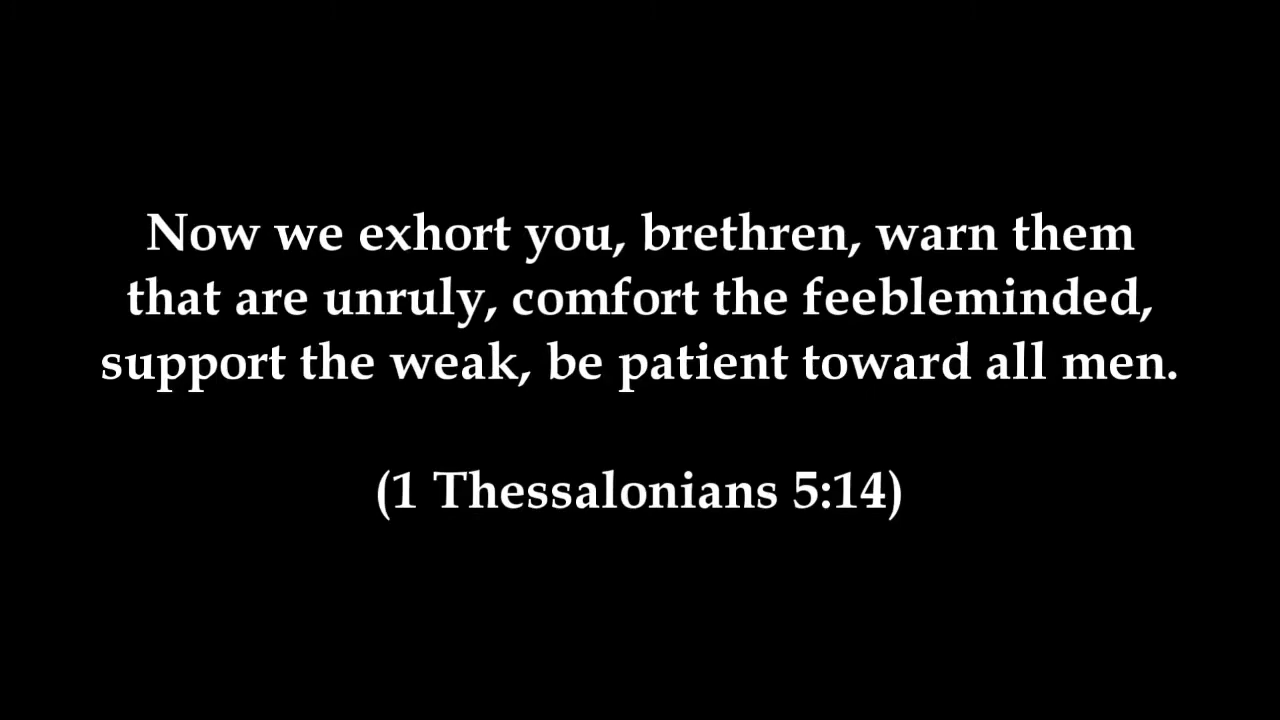 Now we exhort you, brethren, warn them
that are unruly, comfort the feebleminded,
support the weak, be patient toward all men.
(1 Thessalonians 5:14)